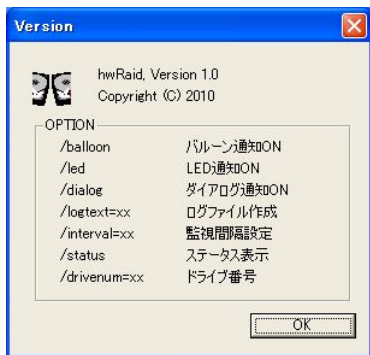 Version
hwRaid, Version 1.0
Copyright (C) 2010
OPTION
/balloon バルーン通知ON
/led LED通知ON
/dialog ダイアログ通知ON
/logtext=xx ログファイル作成
/interval=xx 監視間隔設定
/status ステータス表示
/drivenum=xx ドライブ番号
OK